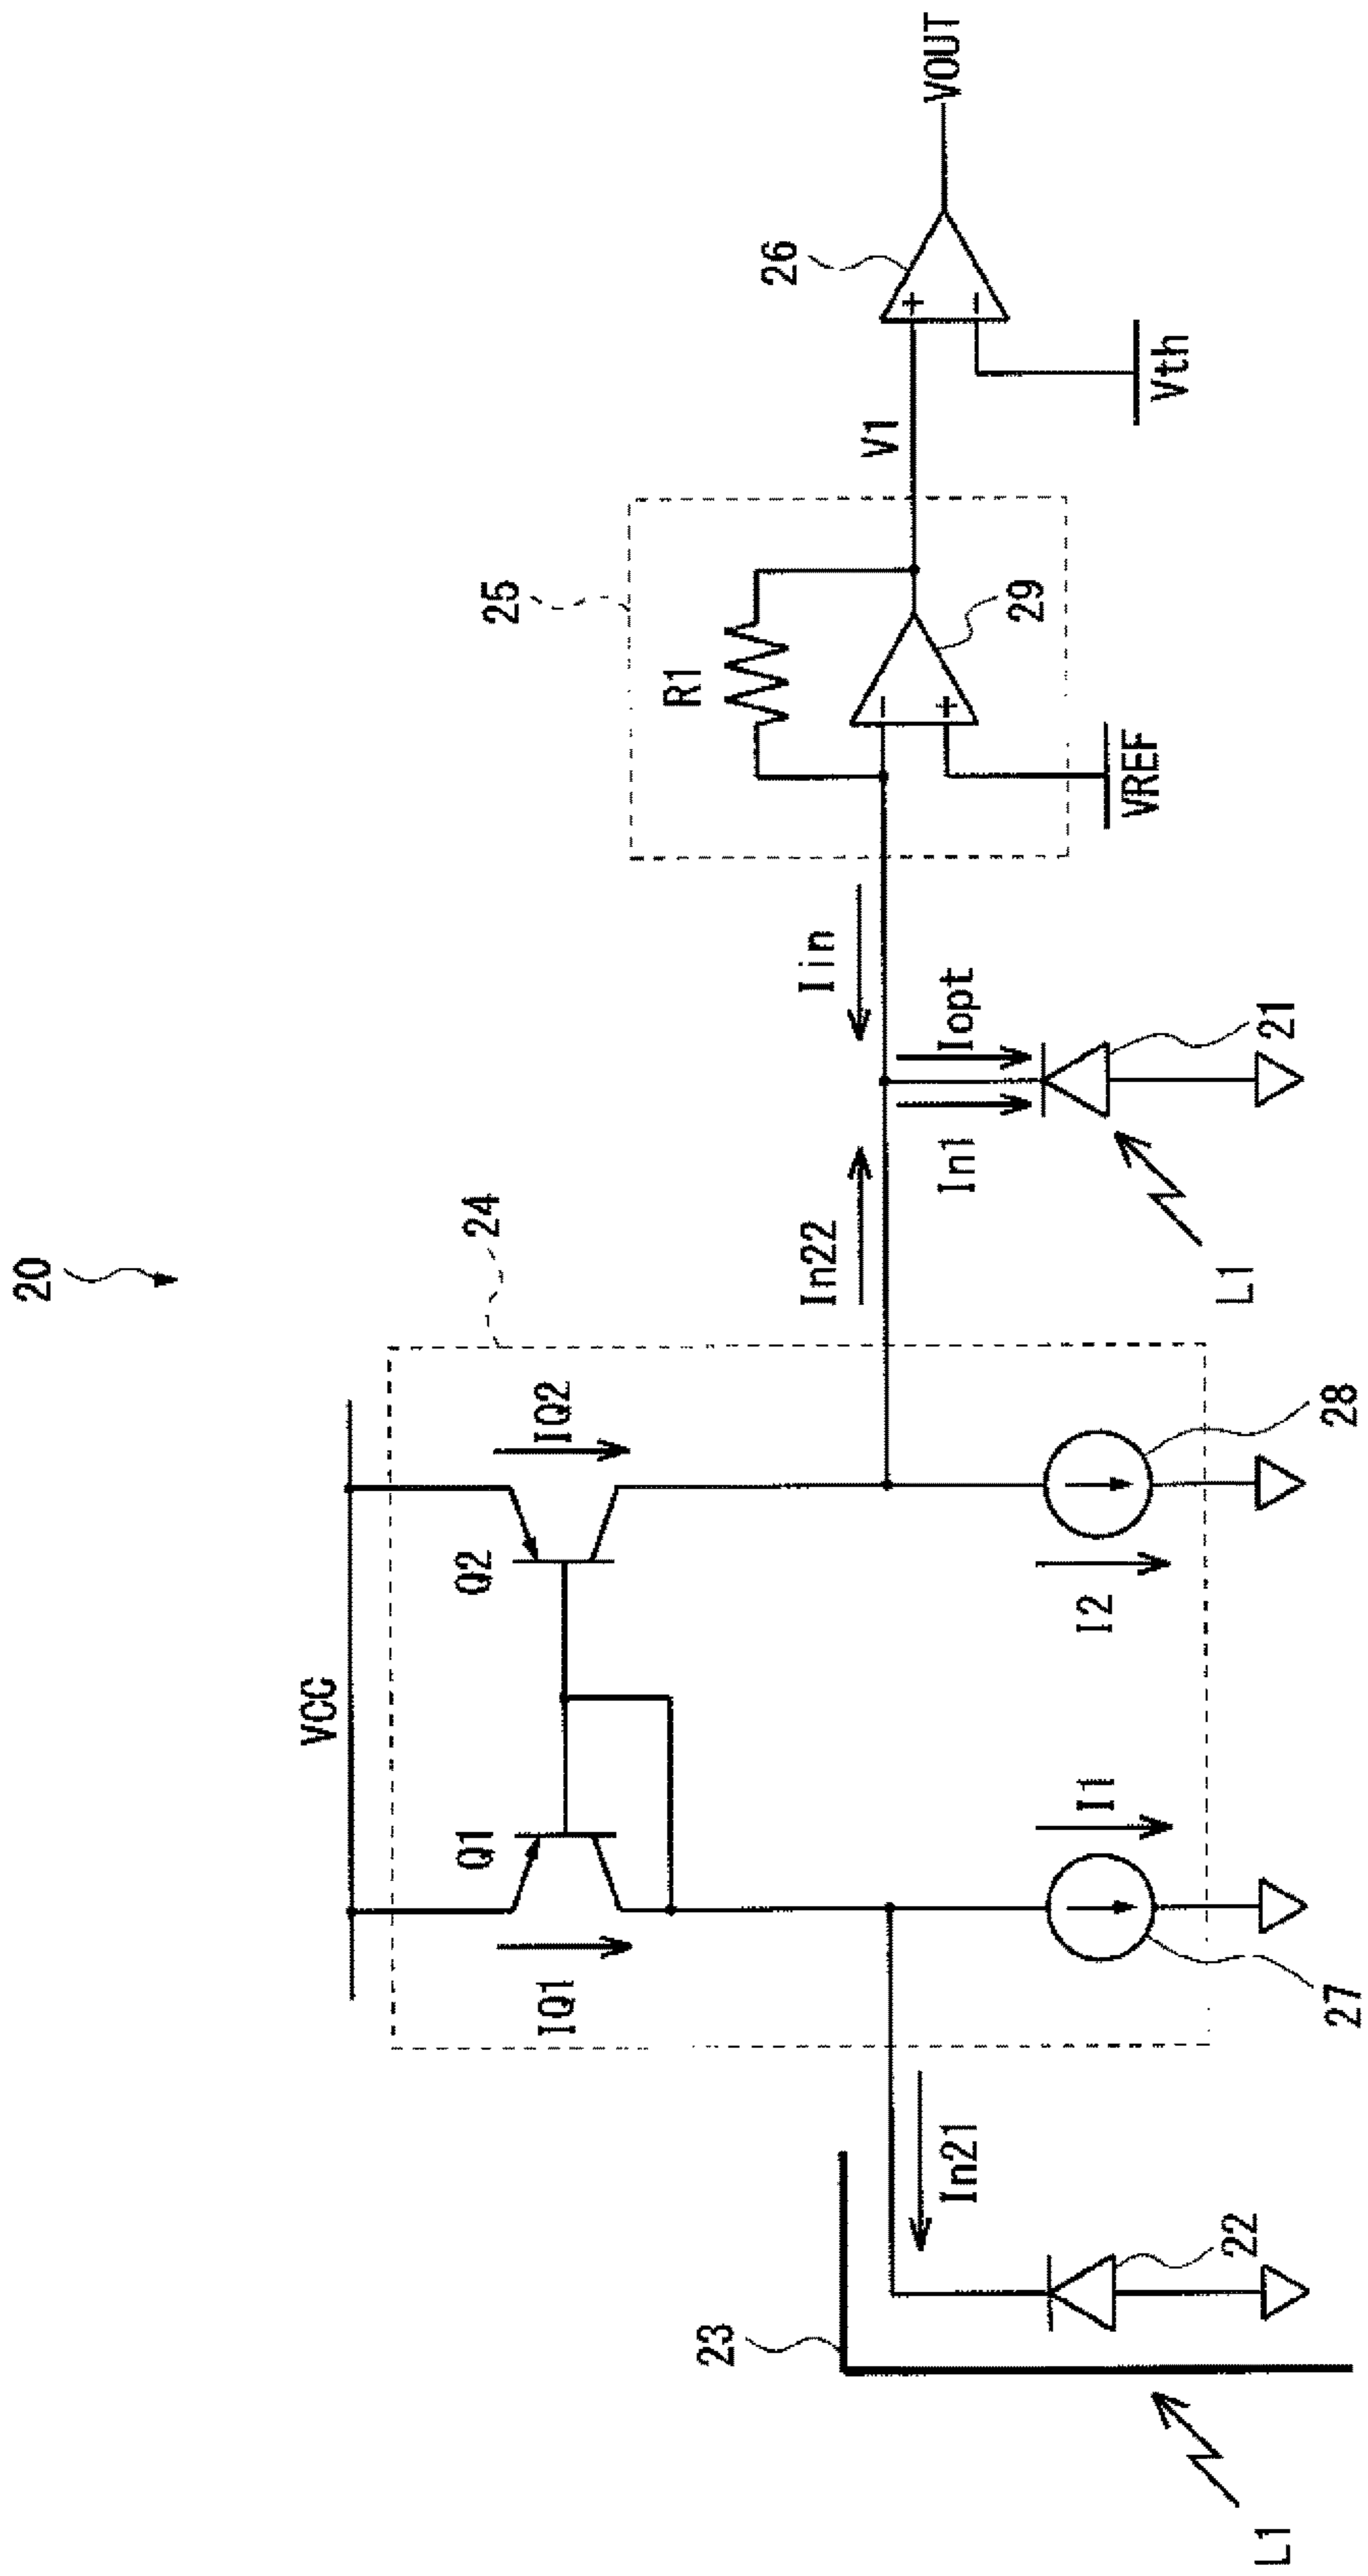 20
24
VCC
Q1
Q2
IQ1
IQ2
In21
In22
I1
I2
27
28
23
22
L1
Iin
In1
Iopt
21
L1
25
R1
29
VREF
V1
26
Vth
VOUT
+
−
−
+